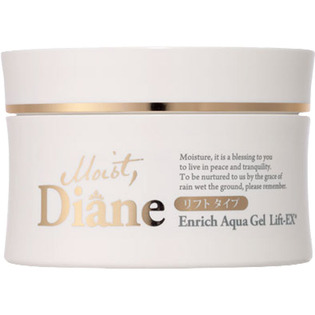 Moist,
Diâne
Moisture, it is a blessing to you
to live in peace and tranquility.
To be nurtured to us by the grace of
rain wet the ground, please remember.
リフトタイプ
Enrich Aqua Gel Lift-EX